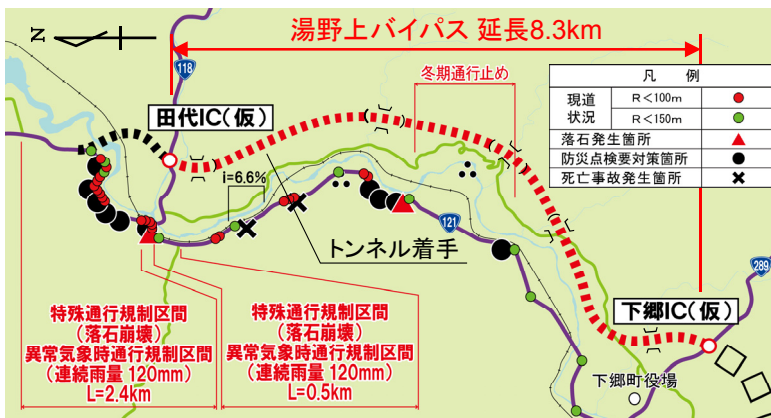 湯野上バイパス 延長8.3km
N
118
冬期通行止め
凡 例
現道
状況
R<100m
R<150m
落石発生箇所
防災点検要対策箇所
死亡事故発生箇所
田代IC(仮)
i=6.6%
121
トンネル着手
289
特殊通行規制区間
(落石崩壊)
異常気象時通行規制区間
(連続雨量 120mm)
L=2.4km
特殊通行規制区間
(落石崩壊)
異常気象時通行規制区間
(連続雨量 120mm)
L=0.5km
下郷IC(仮)
下郷町役場